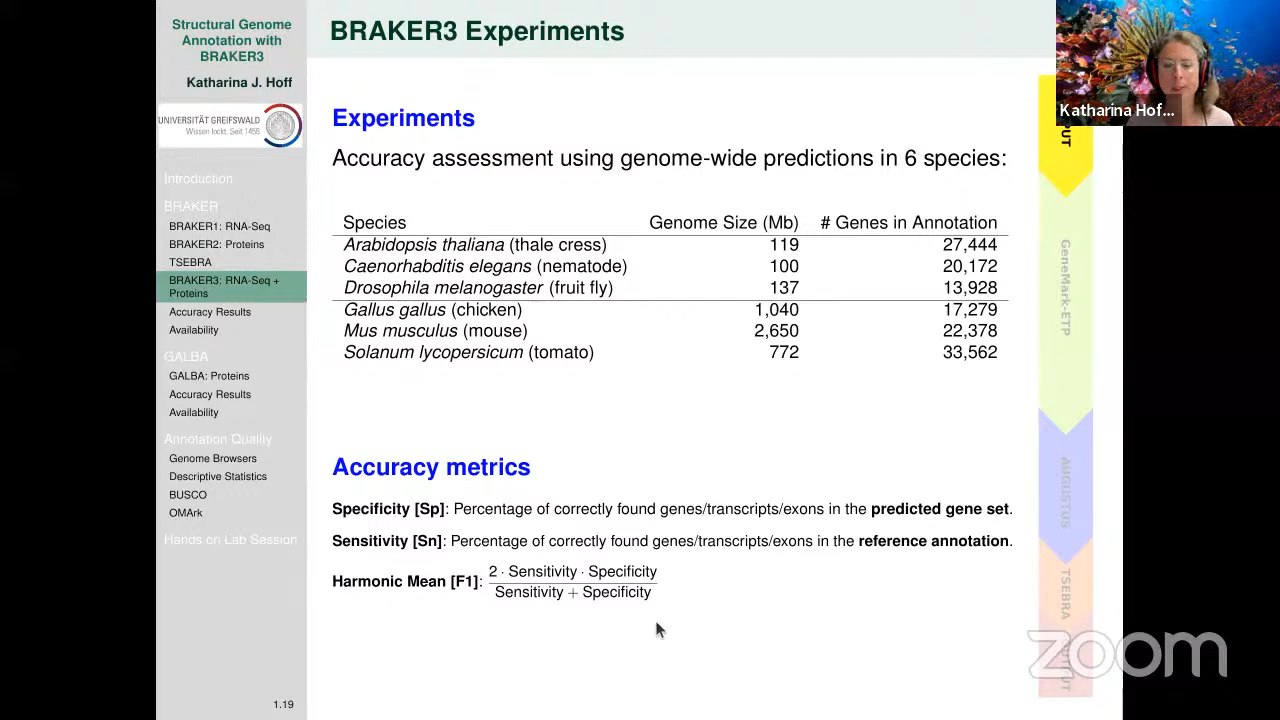 Structural Genome
Annotation with
BRAKER3
Katharina J. Hoff
UNIVERSITÄT GREIFSWALD
Wissen lockt. Seit 1456
Introduction
BRAKER
BRAKER1: RNA-Seq
BRAKER2: Proteins
TSEBRA
BRAKER3: RNA-Seq +
Proteins
Accuracy Results
Availability
GALBA
GALBA: Proteins
Accuracy Results
Availability
Annotation Quality
Genome Browsers
Descriptive Statistics
BUSCO
OMArk
Hands on Lab Session
1.19
BRAKER3 Experiments
Experiments
Accuracy assessment using genome-wide predictions in 6 species:
Species Genome Size (Mb) # Genes in Annotation
Arabidopsis thaliana (thale cress) 119 27,444
Caenorhabditis elegans (nematode) 100 20,172
Drosophila melanogaster (fruit fly) 137 13,928
Gallus gallus (chicken) 1,040 17,279
Mus musculus (mouse) 2,650 22,378
Solanum lycopersicum (tomato) 772 33,562
Accuracy metrics
Specificity [Sp]: Percentage of correctly found genes/transcripts/exons in the predicted gene set.
Sensitivity [Sn]: Percentage of correctly found genes/transcripts/exons in the reference annotation.
Harmonic Mean [F1]: 2 · Sensitivity · Specificity
Sensitivity + Specificity
Katharina Hof...
PUT
GeneMark-ETP
AUGUSTUS
TSEBRA
zoom